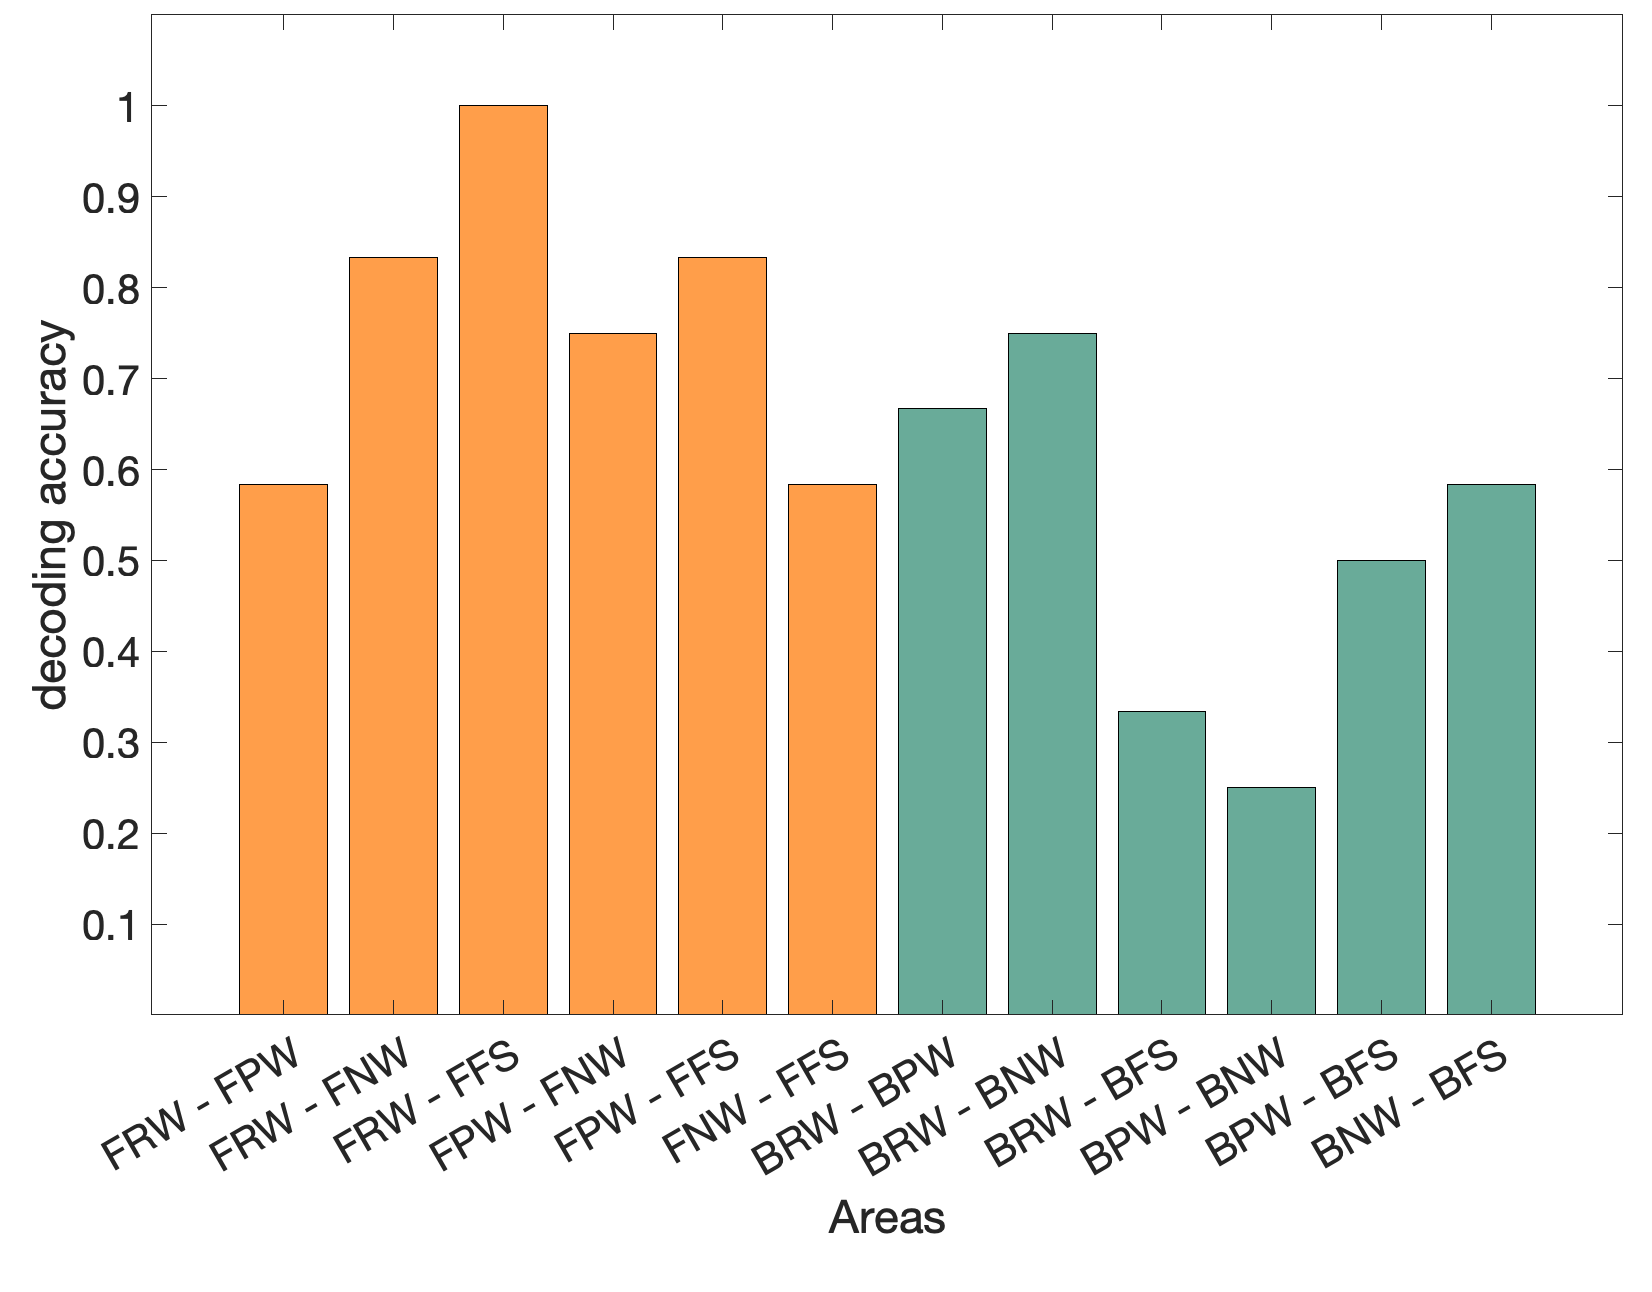 1
0.9
0.8
0.7
0.6
0.5
0.4
0.3
0.2
0.1
decoding accuracy
FRW - FPW
FRW - FNW
FRW - FFS
FPW - FNW
FPW - FFS
FNW - FFS
BRW - BPW
BRW - BNW
BRW - BFS
BPW - BNW
BPW - BFS
BNW - BFS
Areas